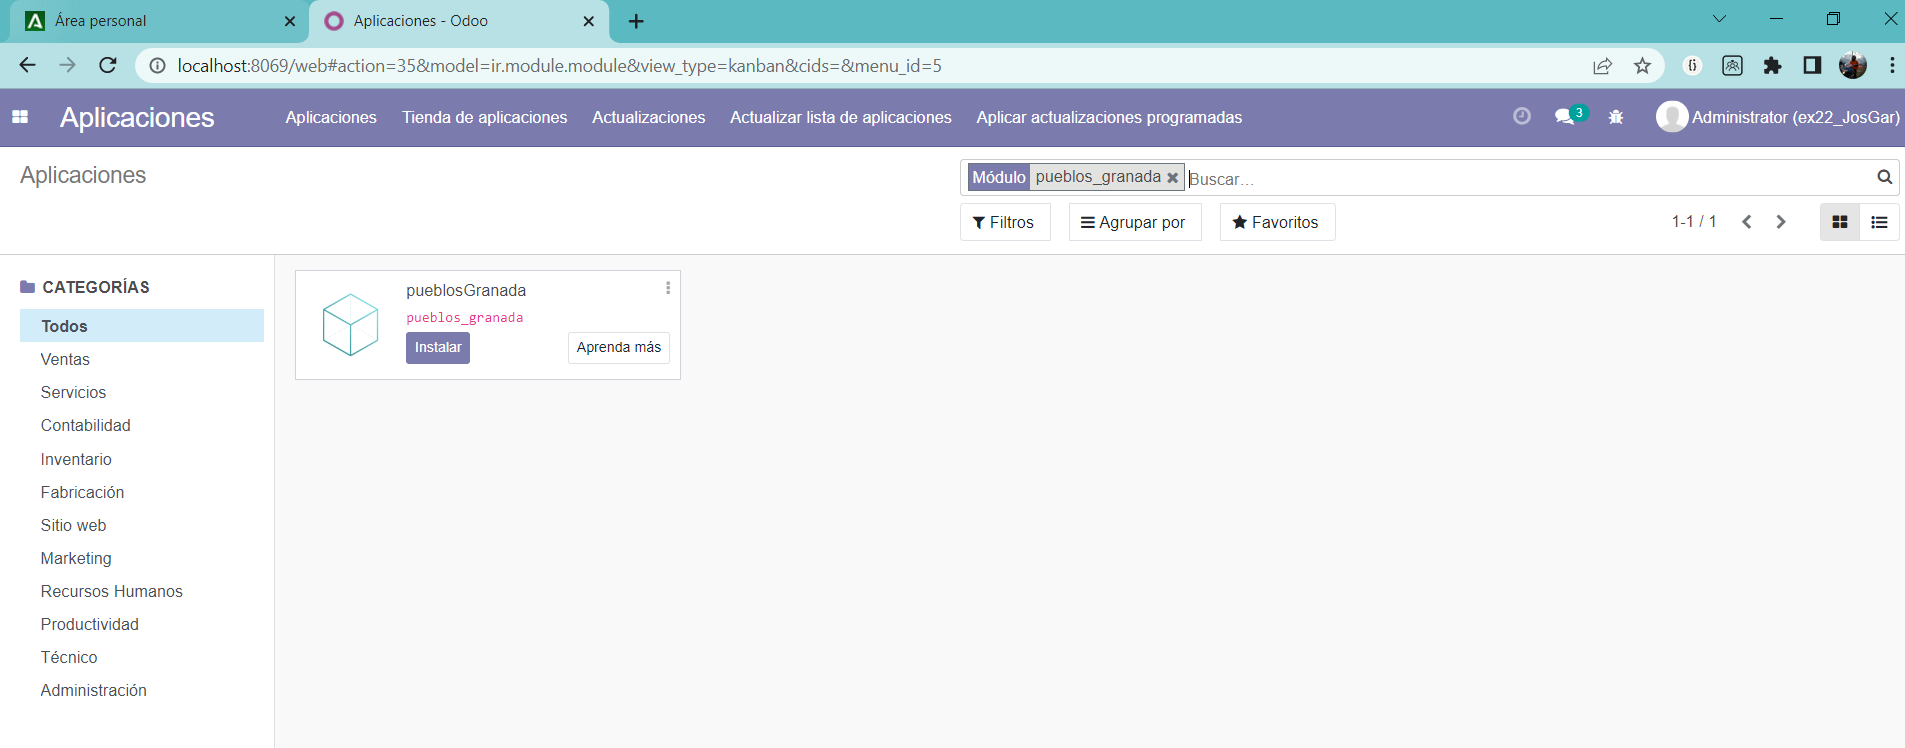 Área personal
Aplicaciones - Odoo
localhost:8069/web#action=35&model=ir.module.module&view_type=kanban&cids=&menu_id=5
Aplicaciones
Aplicaciones
Tienda de aplicaciones
Actualizaciones
Actualizar lista de aplicaciones
Aplicar actualizaciones programadas
3
Administrator (ex22_JosGar)
Aplicaciones
Módulo pueblos_granada
Buscar...
Filtros
Agrupar por
Favoritos
1-1 / 1
CATEGORÍAS
Todos
Ventas
Servicios
Contabilidad
Inventario
Fabricación
Sitio web
Marketing
Recursos Humanos
Productividad
Técnico
Administración
pueblosGranada
pueblos_granada
Instalar
Aprenda más